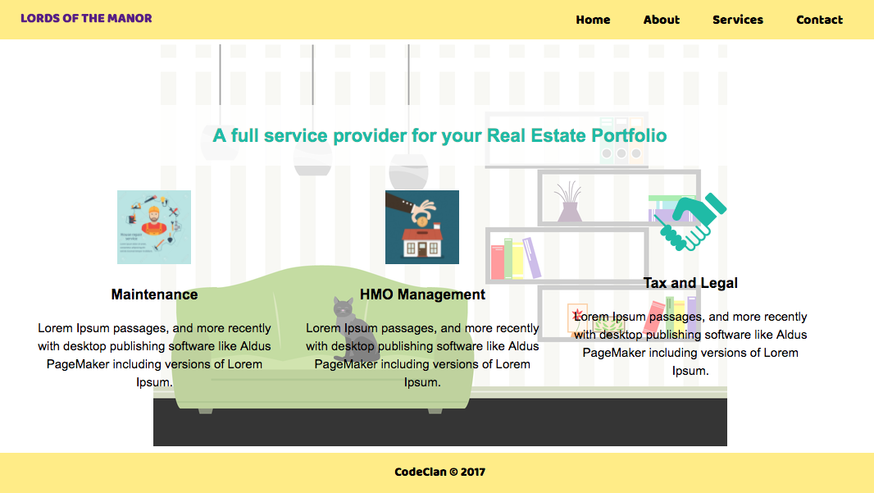 LORDS OF THE MANOR
Home About Services Contact
A full service provider for your Real Estate Portfolio
Maintenance
Lorem Ipsum passages, and more recently
with desktop publishing software like Aldus
PageMaker including versions of Lorem
Ipsum.
HMO Management
Lorem Ipsum passages, and more recently
with desktop publishing software like Aldus
PageMaker including versions of Lorem
Ipsum.
Tax and Legal
Lorem Ipsum passages, and more recently
with desktop publishing software like Aldus
PageMaker including versions of Lorem
Ipsum.
CodeClan © 2017